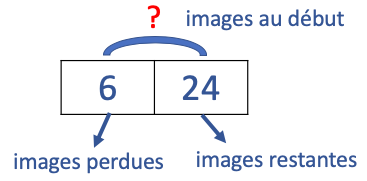 ? images au début
6 24
images perdues images restantes